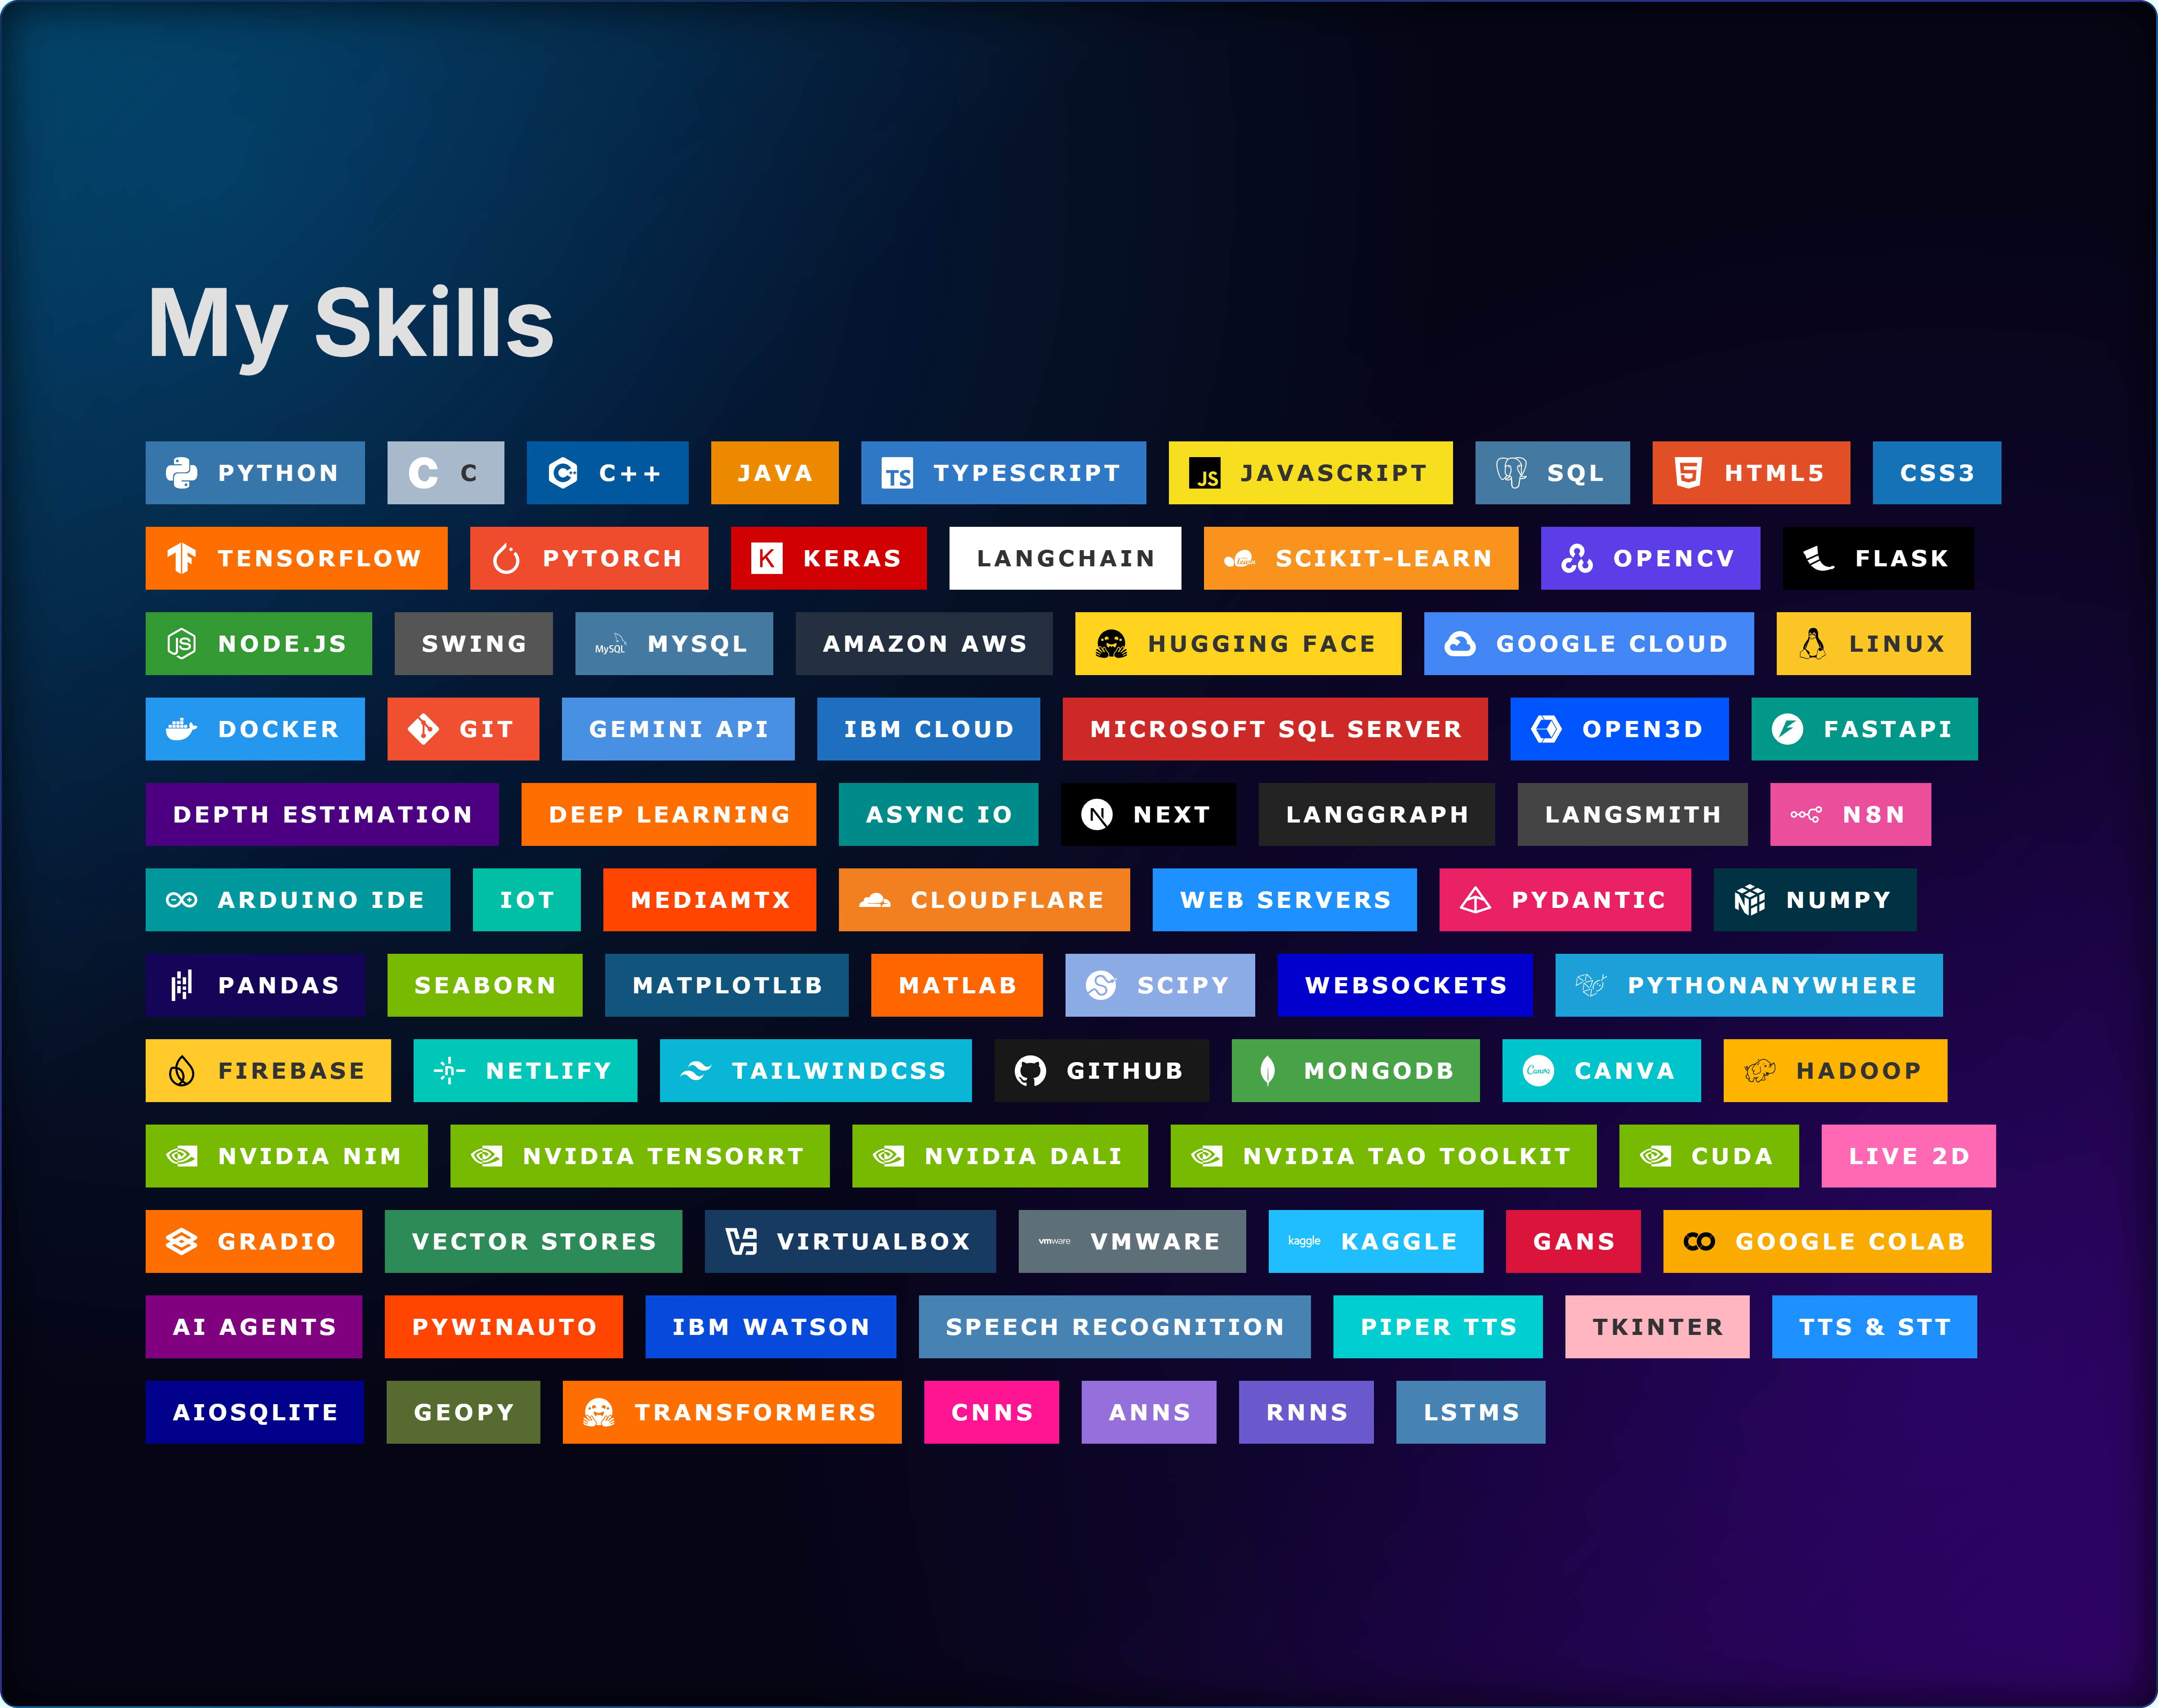 My Skills
PYTHON C C++ JAVA TS TYPESCRIPT JS JAVASCRIPT SQL 5 HTML5 CSS3
TENSORFLOW PYTORCH K KERAS LANGCHAIN learn SCIKIT-LEARN OPENCV FLASK
JS NODE.JS SWING MySQL MYSQL AMAZON AWS HUGGING FACE GOOGLE CLOUD LINUX
DOCKER GIT GEMINI API IBM CLOUD MICROSOFT SQL SERVER OPEN3D FASTAPI
DEPTH ESTIMATION DEEP LEARNING ASYNC IO N NEXT LANGGRAPH LANGSMITH N8N
ARDUINO IDE IOT MEDIAMTX CLOUDFLARE WEB SERVERS PYDANTIC NUMPY
PANDAS SEABORN MATPLOTLIB MATLAB SCIPY WEBSOCKETS PYTHONANYWHERE
FIREBASE NETLIFY TAILWINDCSS GITHUB MONGODB Canva CANVA HADOOP
NVIDIA NIM NVIDIA TENSORRT NVIDIA DALI NVIDIA TAO TOOLKIT CUDA LIVE 2D
GRADIO VECTOR STORES VIRTUALBOX vmware VMWARE kaggle KAGGLE GANS GOOGLE COLAB
AI AGENTS PYWINAUTO IBM WATSON SPEECH RECOGNITION PIPER TTS TKINTER TTS & STT
AIOSQLITE GEOPY TRANSFORMERS CNNS ANNS RNNS LSTMS